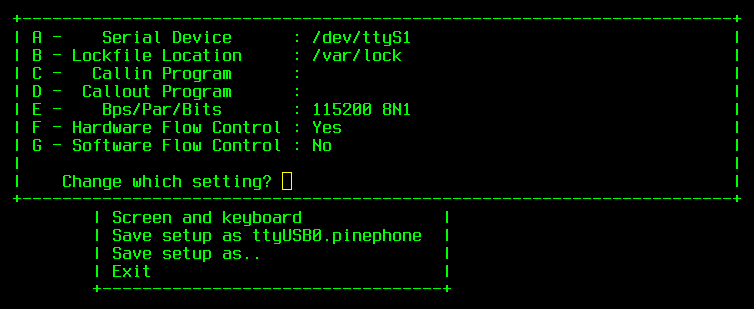 A - Serial Device : /dev/ttyS1
B - Lockfile Location : /var/lock
C - Callin Program :
D - Callout Program :
E - Bps/Par/Bits : 115200 8N1
F - Hardware Flow Control : Yes
G - Software Flow Control : No
Change which setting?
Screen and keyboard
Save setup as ttyUSB0.pinephone
Save setup as..
Exit